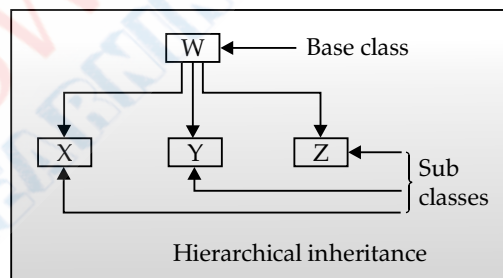 W
Base class
X
Y
Z
Sub
classes
Hierarchical inheritance